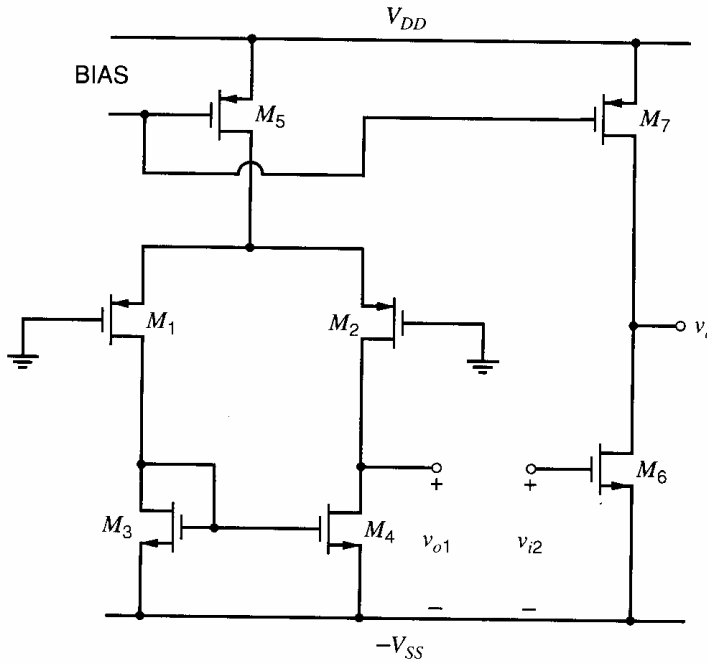 V_DD
BIAS
M_5
M_7
M_1
M_2
v_o
M_6
M_3
M_4
+ +
v_o1 v_i2
− −
−V_SS